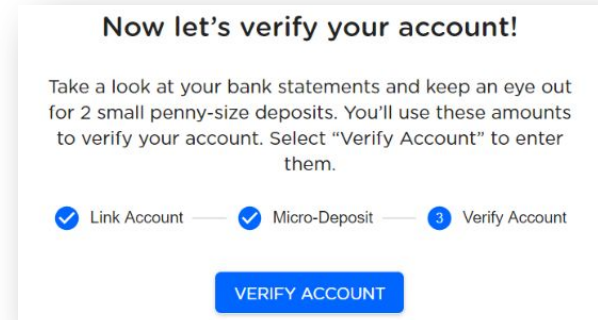 Now let's verify your account!
Take a look at your bank statements and keep an eye out
for 2 small penny-size deposits. You'll use these amounts
to verify your account. Select “Verify Account” to enter
them.
Link Account Micro-Deposit 3 Verify Account
VERIFY ACCOUNT